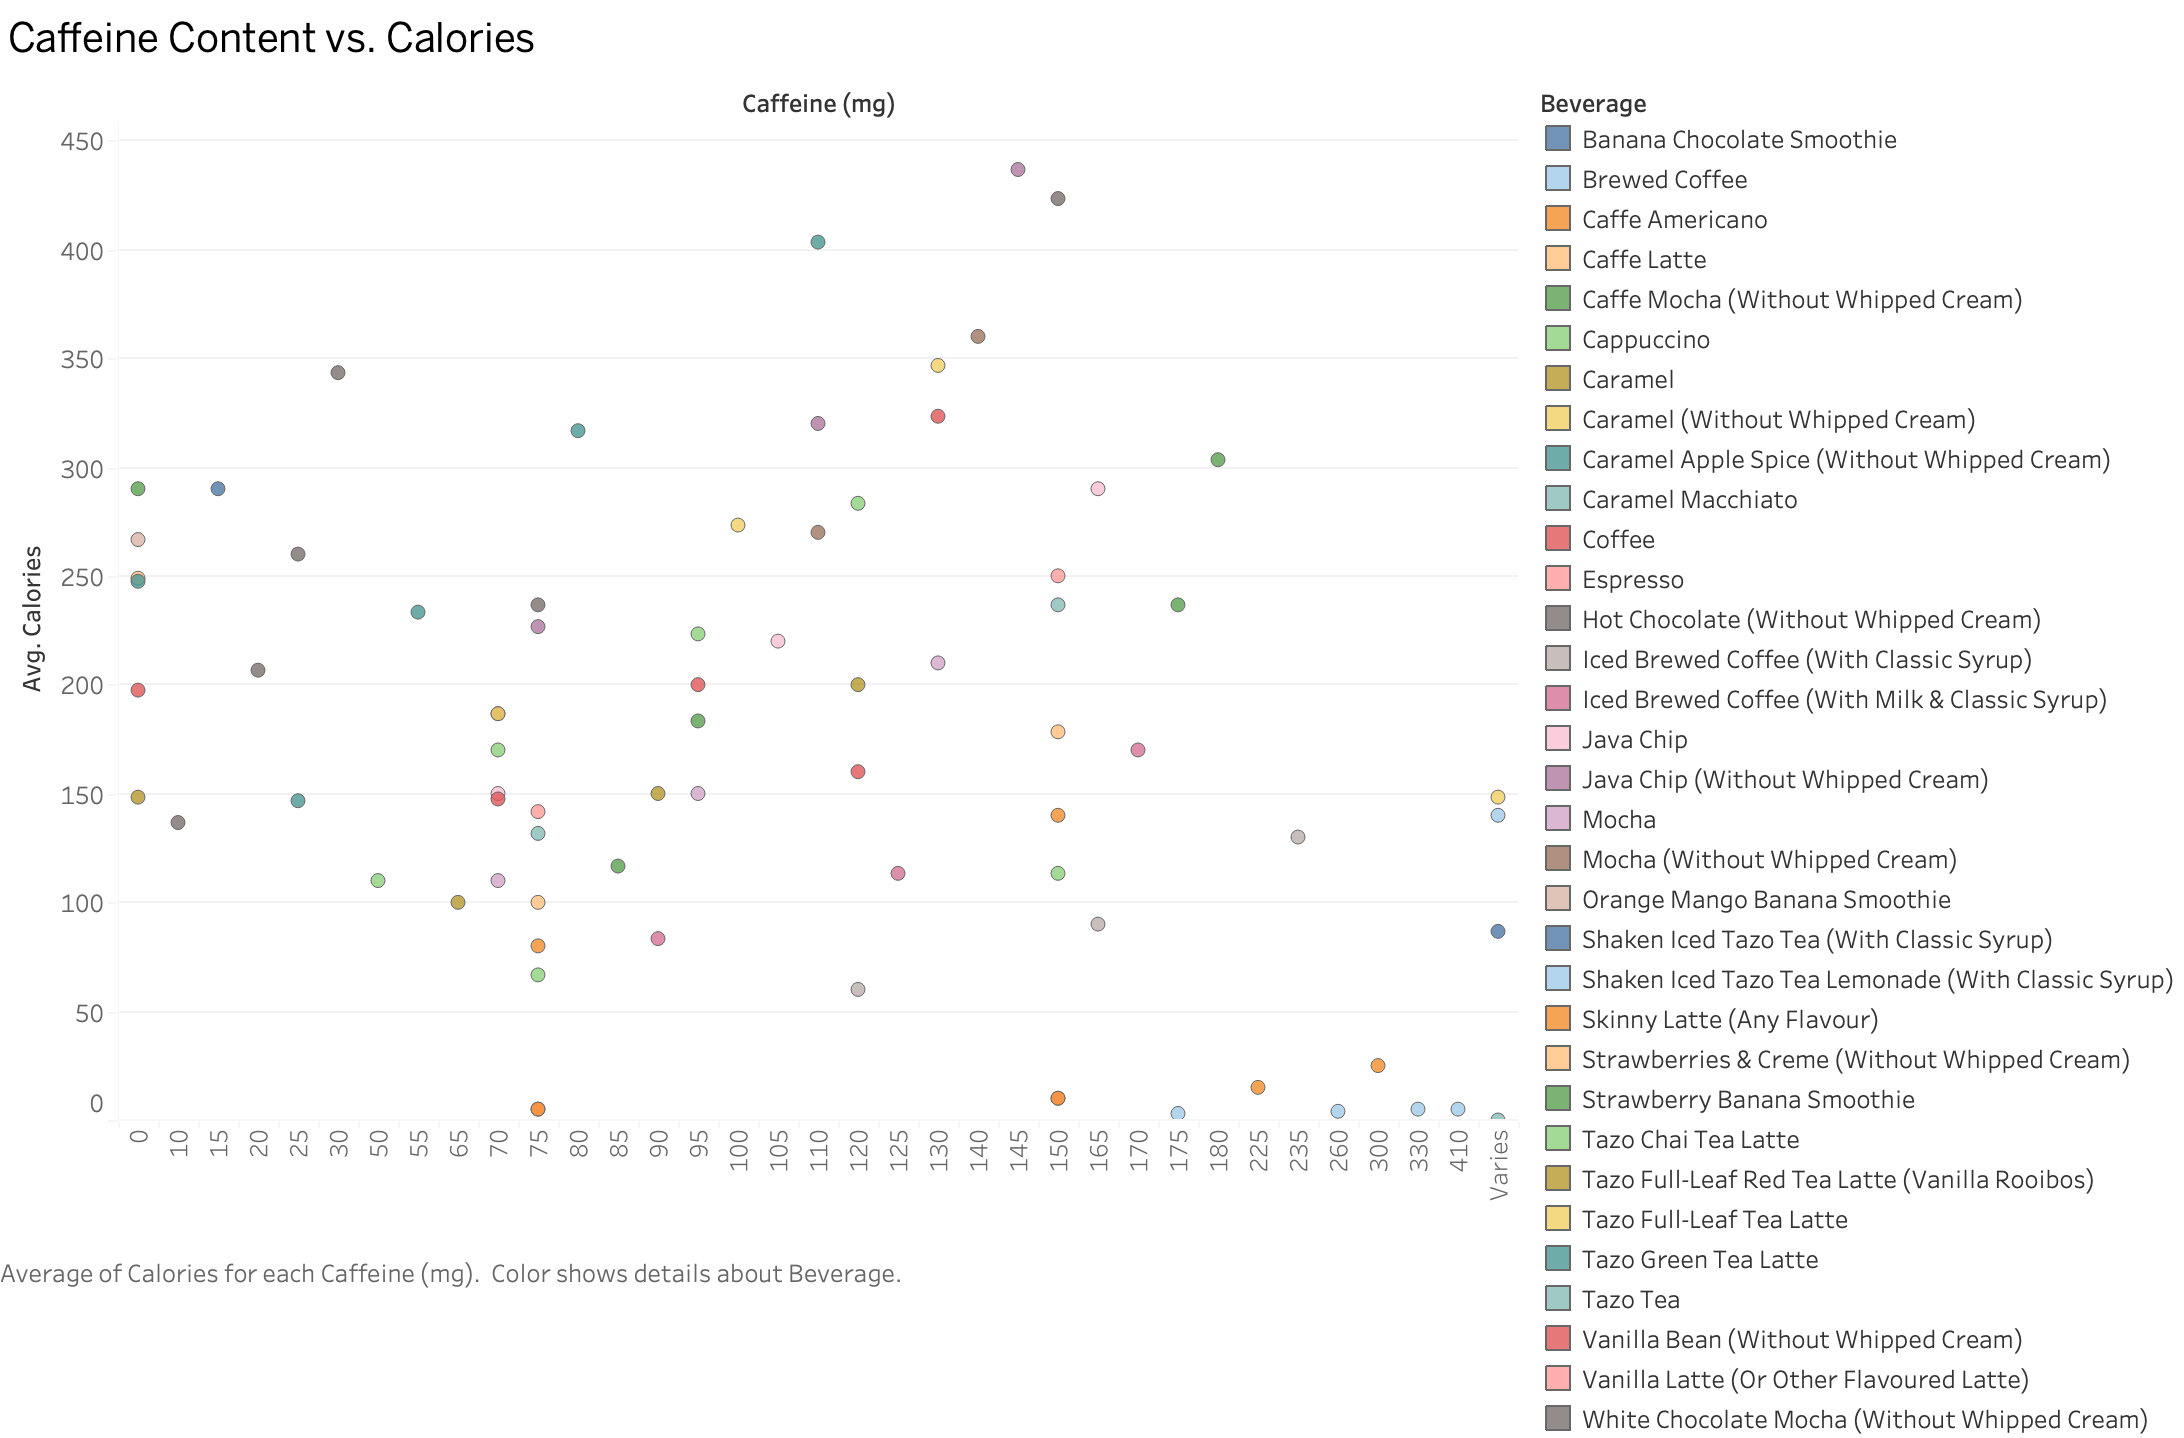 Caffeine Content vs. Calories
Caffeine (mg)
Beverage
Avg. Calories
450
400
350
300
250
200
150
100
50
0
0
10
15
20
25
30
50
55
65
70
75
80
85
90
95
100
105
110
120
125
130
140
145
150
165
170
175
180
225
235
260
300
330
410
Varies
Banana Chocolate Smoothie
Brewed Coffee
Caffe Americano
Caffe Latte
Caffe Mocha (Without Whipped Cream)
Cappuccino
Caramel
Caramel (Without Whipped Cream)
Caramel Apple Spice (Without Whipped Cream)
Caramel Macchiato
Coffee
Espresso
Hot Chocolate (Without Whipped Cream)
Iced Brewed Coffee (With Classic Syrup)
Iced Brewed Coffee (With Milk & Classic Syrup)
Java Chip
Java Chip (Without Whipped Cream)
Mocha
Mocha (Without Whipped Cream)
Orange Mango Banana Smoothie
Shaken Iced Tazo Tea (With Classic Syrup)
Shaken Iced Tazo Tea Lemonade (With Classic Syrup)
Skinny Latte (Any Flavour)
Strawberries & Creme (Without Whipped Cream)
Strawberry Banana Smoothie
Tazo Chai Tea Latte
Tazo Full-Leaf Red Tea Latte (Vanilla Rooibos)
Tazo Full-Leaf Tea Latte
Tazo Green Tea Latte
Tazo Tea
Vanilla Bean (Without Whipped Cream)
Vanilla Latte (Or Other Flavoured Latte)
White Chocolate Mocha (Without Whipped Cream)
Average of Calories for each Caffeine (mg).  Color shows details about Beverage.